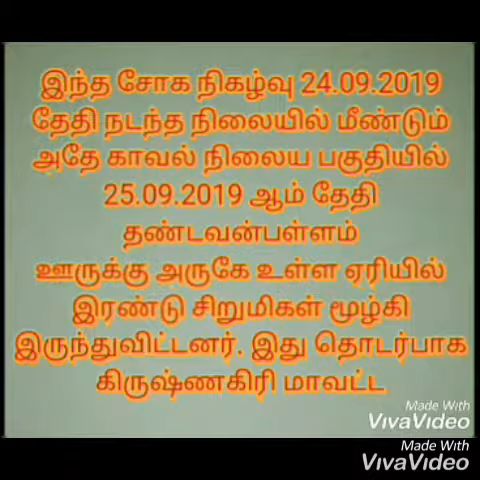 இந்த சோக நிகழ்வு 24.09.2019
தேதி நடந்த நிலையில் மீண்டும்
அதே காவல் நிலைய பகுதியில்
25.09.2019 ஆம் தேதி
தண்டவன்பள்ளம்
ஊருக்கு அருகே உள்ள ஏரியில்
இரண்டு சிறுமிகள் மூழ்கி
இருந்துவிட்டனர். இது தொடர்பாக
கிருஷ்ணகிரி மாவட்ட
Made With
VivaVideo
Made With
VivaVideo